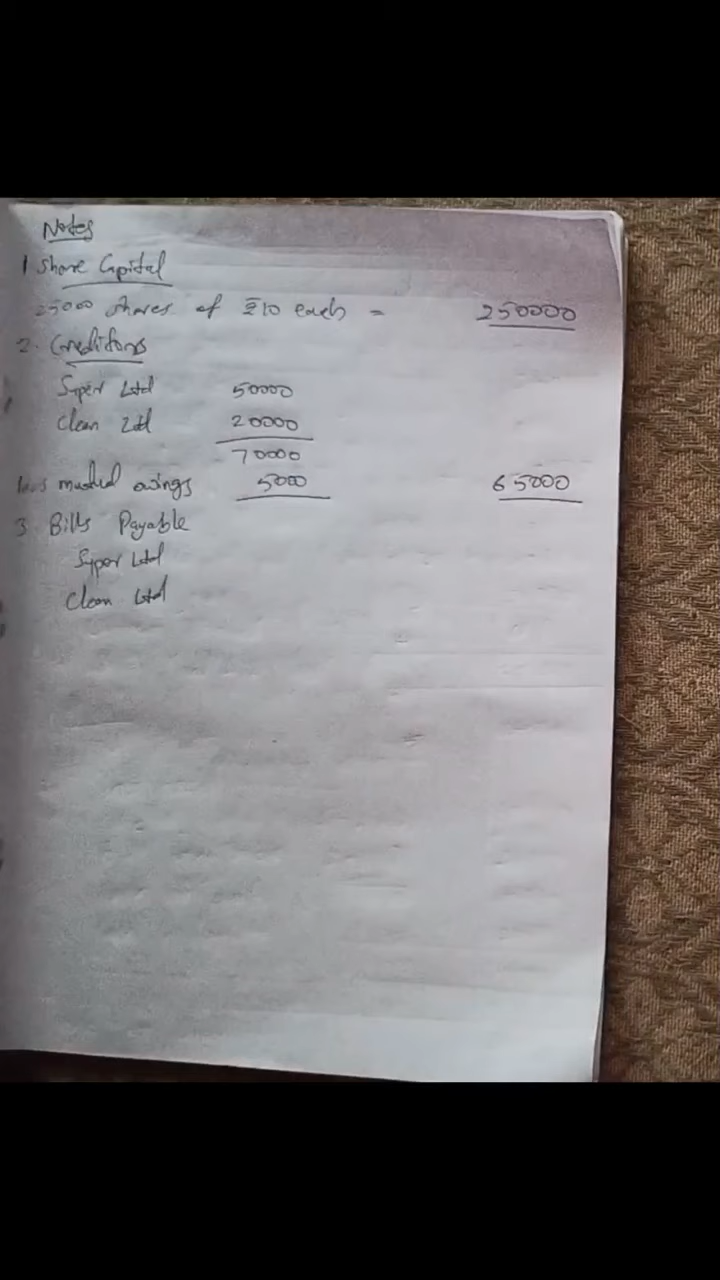 Notes
1 Share Capital
25000 shares of ₹10 each = 250000
2. Creditors
Super Ltd 50000
Clean Ltd 20000
70000
less mutual owings 5000 65000
3. Bills Payable
Super Ltd
Clean Ltd